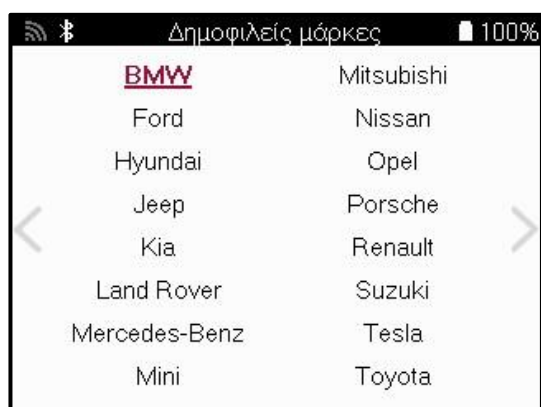 Δημοφιλείς μάρκες 100%
BMW Mitsubishi
Ford Nissan
Hyundai Opel
Jeep Porsche
Kia Renault
Land Rover Suzuki
Mercedes-Benz Tesla
Mini Toyota